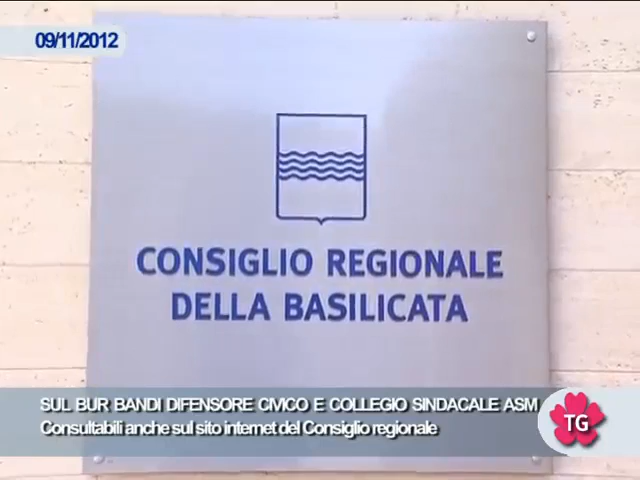 09/11/2012
CONSIGLIO REGIONALE
DELLA BASILICATA
SUL BUR BANDI DIFENSORE CIVICO E COLLEGIO SINDACALE ASM
Consultabili anche sul sito internet del Consiglio regionale
TG